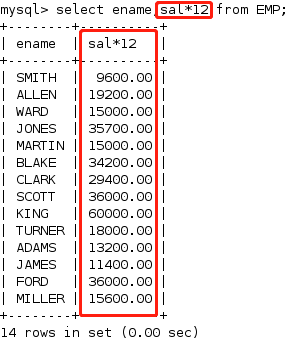 mysql> select ename,sal*12 from EMP;
+--------+----------+
| ename  | sal*12   |
+--------+----------+
| SMITH  |  9600.00 |
| ALLEN  | 19200.00 |
| WARD   | 15000.00 |
| JONES  | 35700.00 |
| MARTIN | 15000.00 |
| BLAKE  | 34200.00 |
| CLARK  | 29400.00 |
| SCOTT  | 36000.00 |
| KING   | 60000.00 |
| TURNER | 18000.00 |
| ADAMS  | 13200.00 |
| JAMES  | 11400.00 |
| FORD   | 36000.00 |
| MILLER | 15600.00 |
+--------+----------+
14 rows in set (0.00 sec)